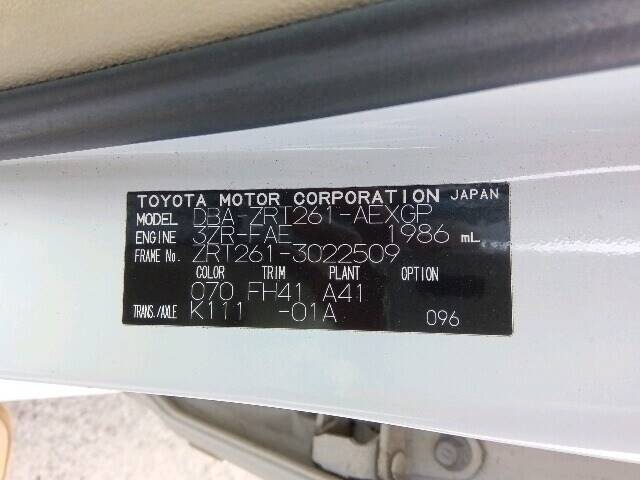 TOYOTA MOTOR CORPORATION JAPAN
MODEL DBA-ZRT261-AEXGP
ENGINE 3ZR-FAE 1986 mL
FRAME No. ZRT261-3022509
COLOR TRIM PLANT OPTION
070 FH41 A41
TRANS./AXLE K111 -01A 096